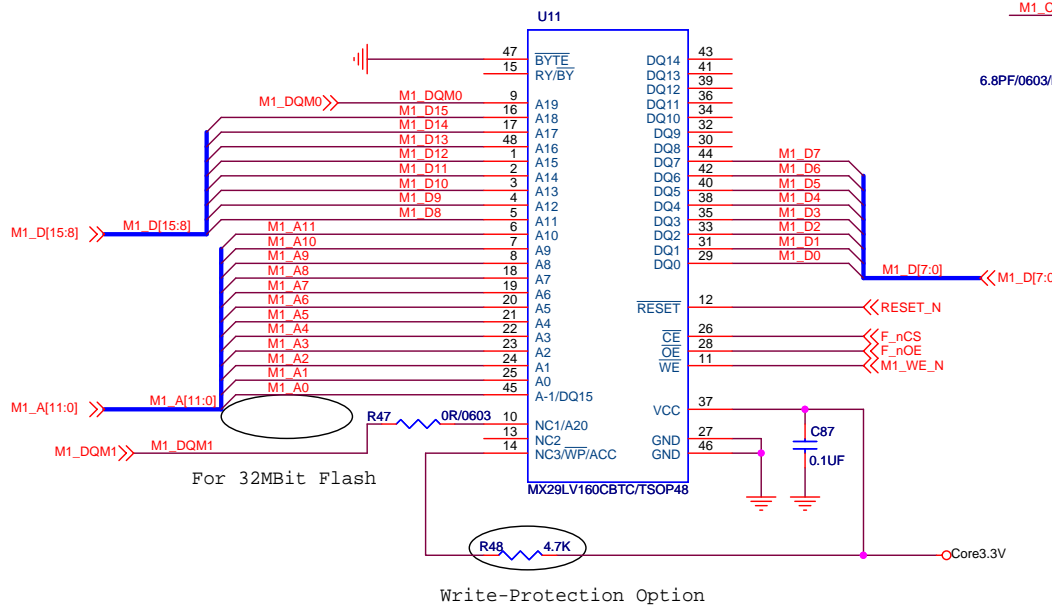 M1_C
U11
47 BYTE DQ14 43
15 RY/BY DQ13 41
DQ12 39
6.8PF/0603/
M1_DQM0 M1_DQM0 9 A19 DQ11 36
M1_D15 16 A18 DQ10 34
M1_D14 17 A17 DQ9 32
M1_D13 48 A16 DQ8 30
M1_D12 1 A15 DQ7 44 M1_D7
M1_D11 2 A14 DQ6 42 M1_D6
M1_D10 3 A13 DQ5 40 M1_D5
M1_D9 4 A12 DQ4 38 M1_D4
M1_D8 5 A11 DQ3 35 M1_D3
M1_D[15:8] M1_D[15:8] M1_A11 6 A10 DQ2 33 M1_D2
M1_A10 7 A9 DQ1 31 M1_D1
M1_A9 8 A8 DQ0 29 M1_D0
M1_A8 18 A7 M1_D[7:0] M1_D[7:0
M1_A7 19 A6
M1_A6 20 A5 RESET 12 RESET_N
M1_A5 21 A4
M1_A4 22 A3 CE 26 F_nCS
M1_A3 23 A2 OE 28 F_nOE
M1_A2 24 A1 WE 11 M1_WE_N
M1_A1 25 A0
M1_A0 45 A-1/DQ15
M1_A[11:0] M1_A[11:0] VCC 37
R47 0R/0603 10 NC1/A20
13 NC2 GND 27 C87
M1_DQM1 M1_DQM1 14 NC3/WP/ACC GND 46 0.1UF
For 32MBit Flash
MX29LV160CBTC/TSOP48
R48 4.7K Core3.3V
Write-Protection Option